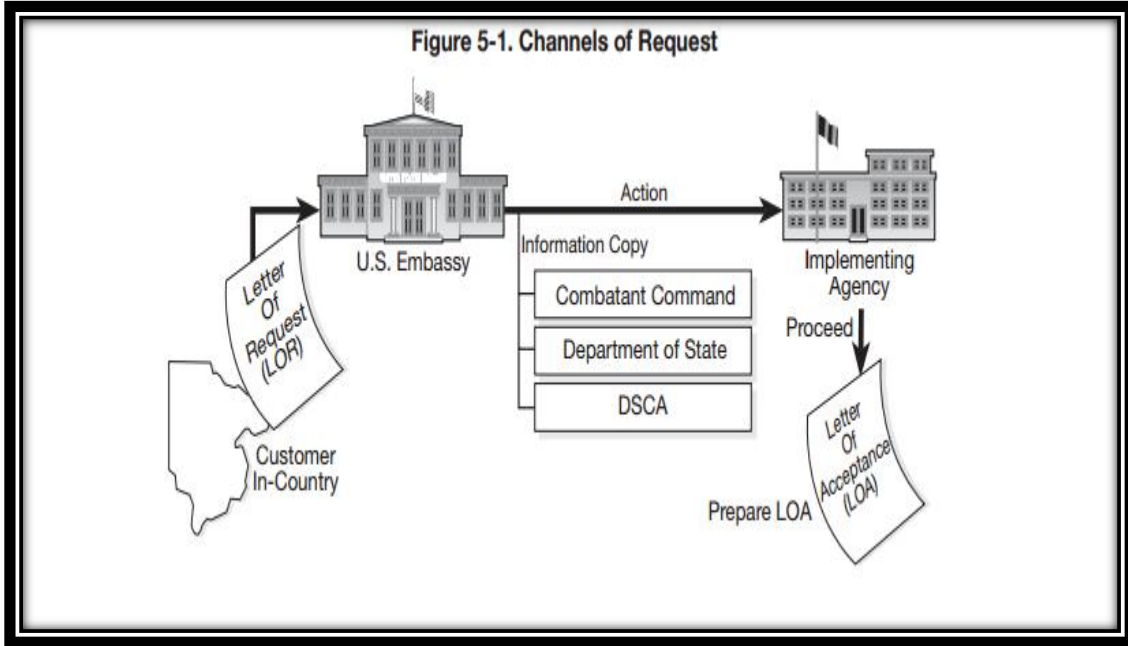 Figure 5-1. Channels of Request
Action
U.S. Embassy
Information Copy
Implementing
Agency
Letter
Of
Request
(LOR)
Combatant Command
Proceed
Department of State
DSCA
Customer
In-Country
Letter
Of
Acceptance
(LOA)
Prepare LOA